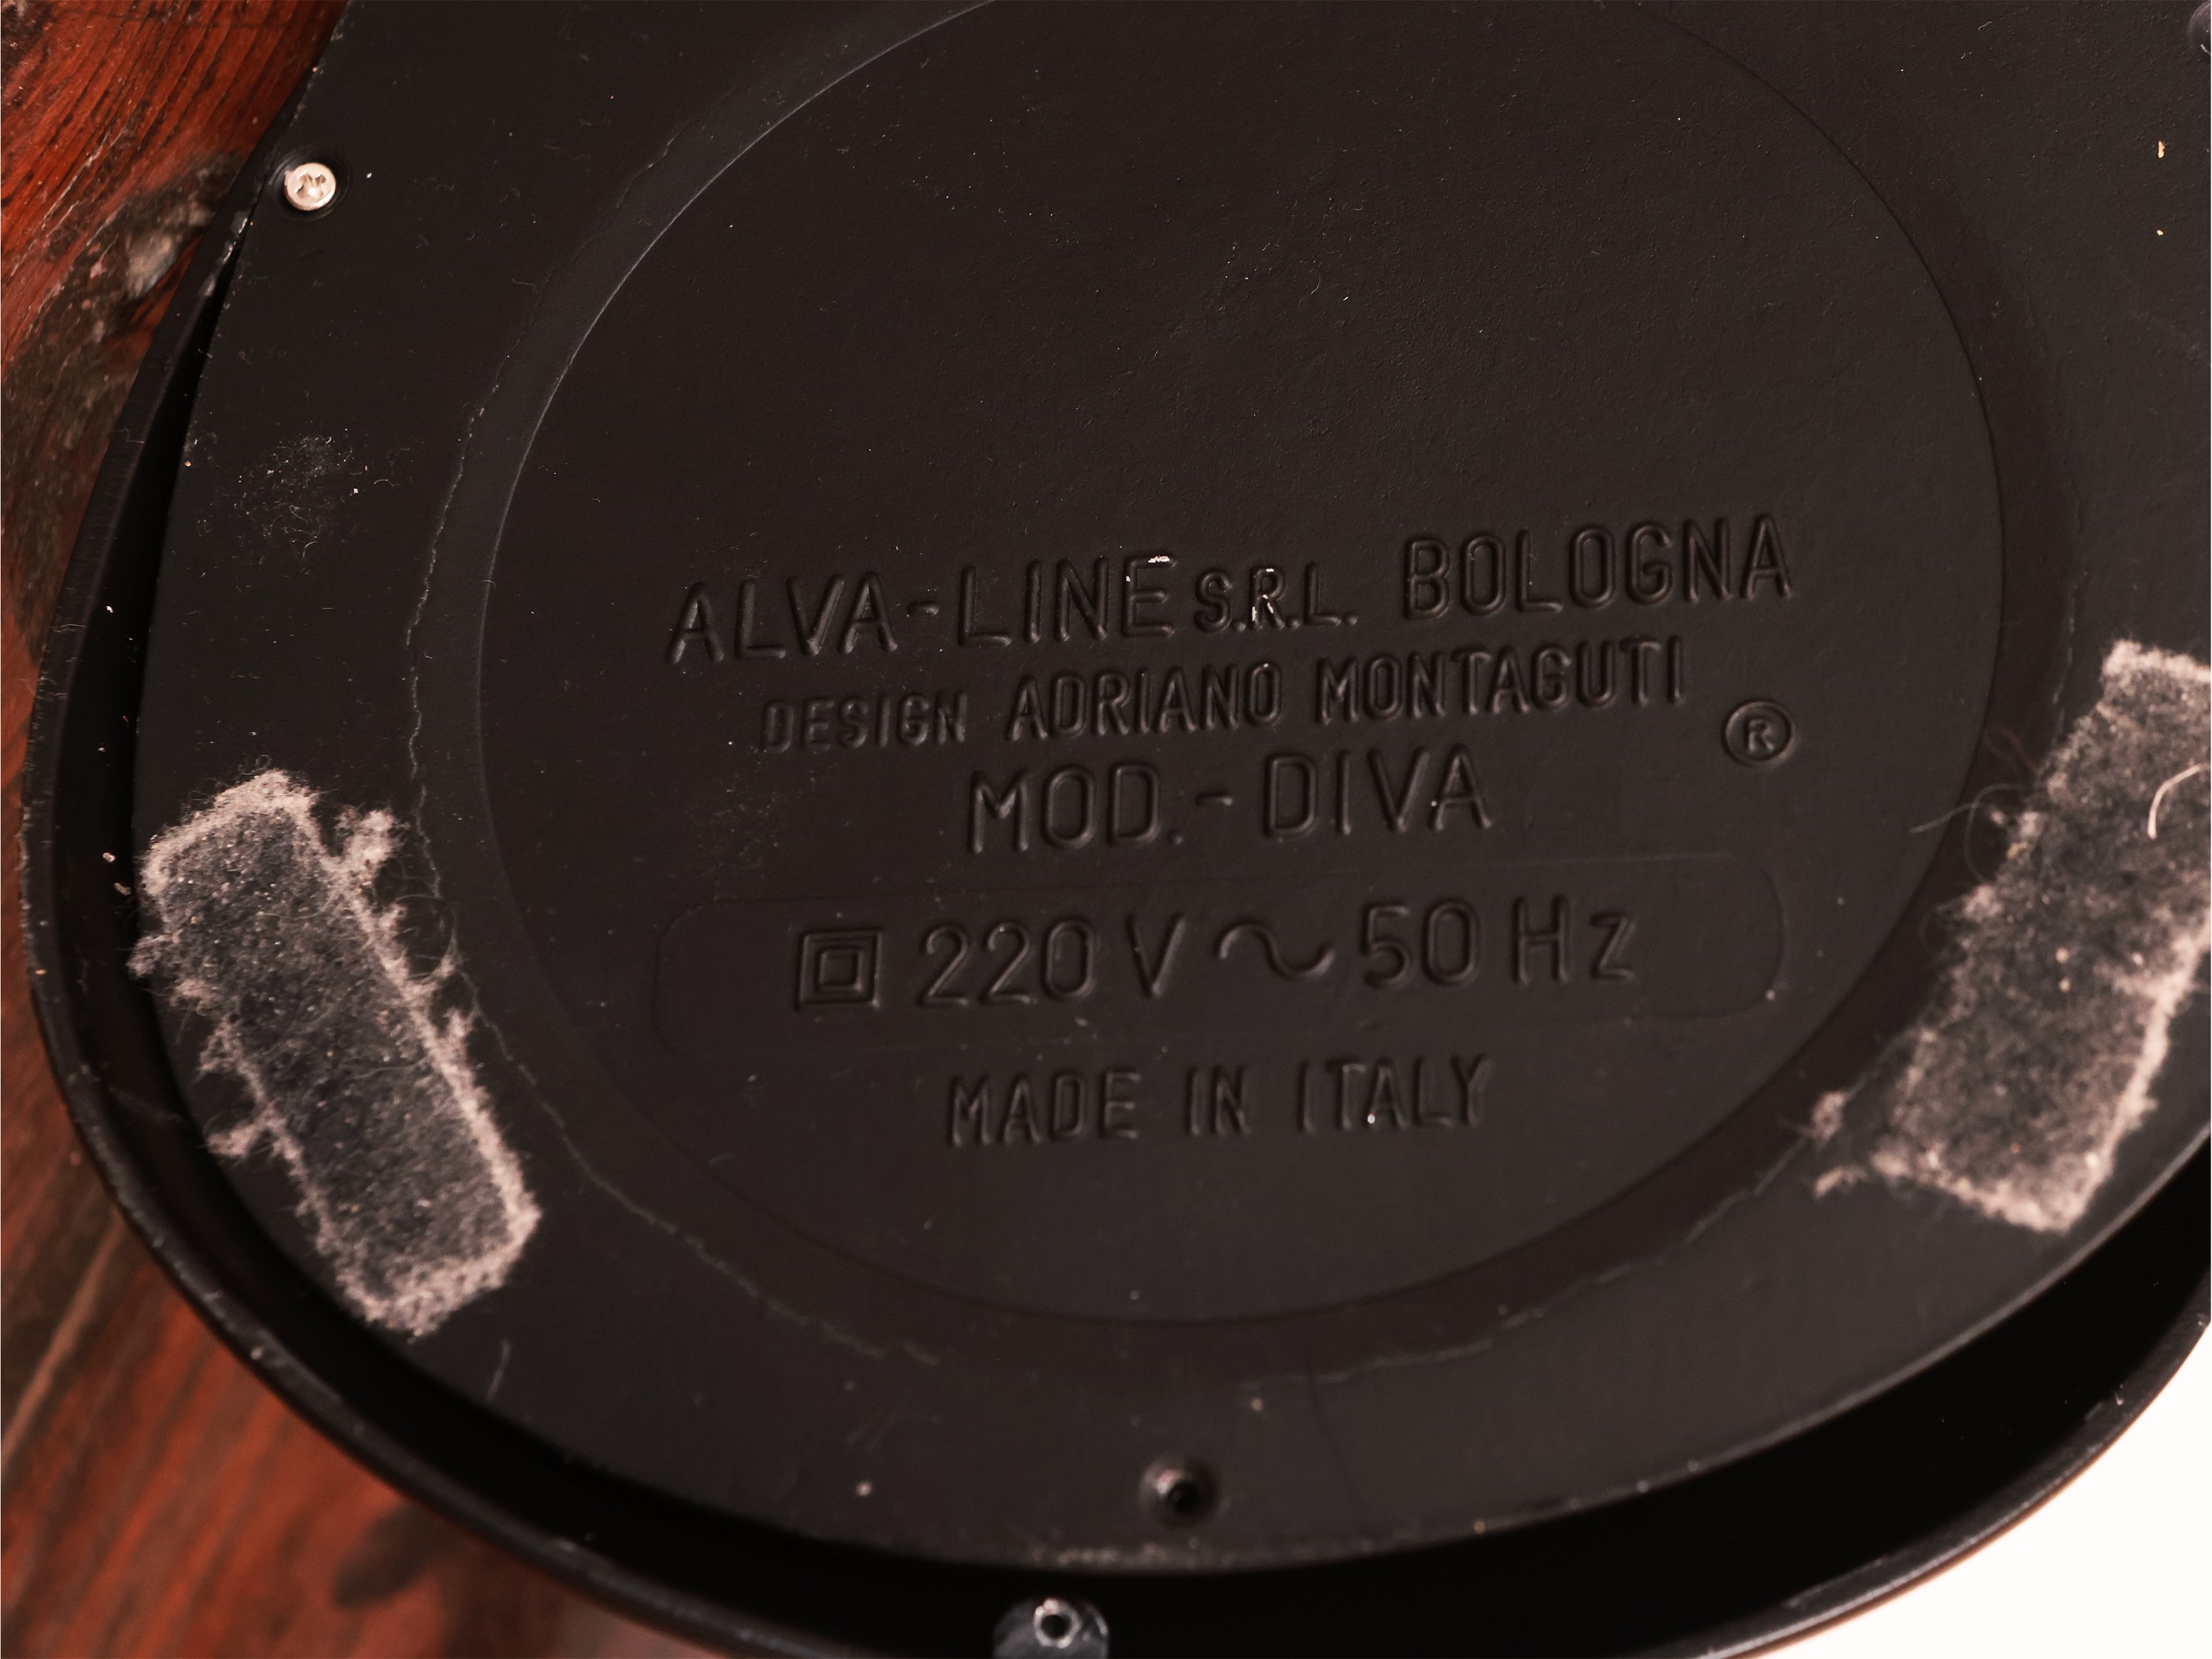 ALVA-LINE S.R.L. BOLOGNA
DESIGN ADRIANO MONTAGUTI
®
MOD.-DIVA
220 V ~ 50 Hz
MADE IN ITALY